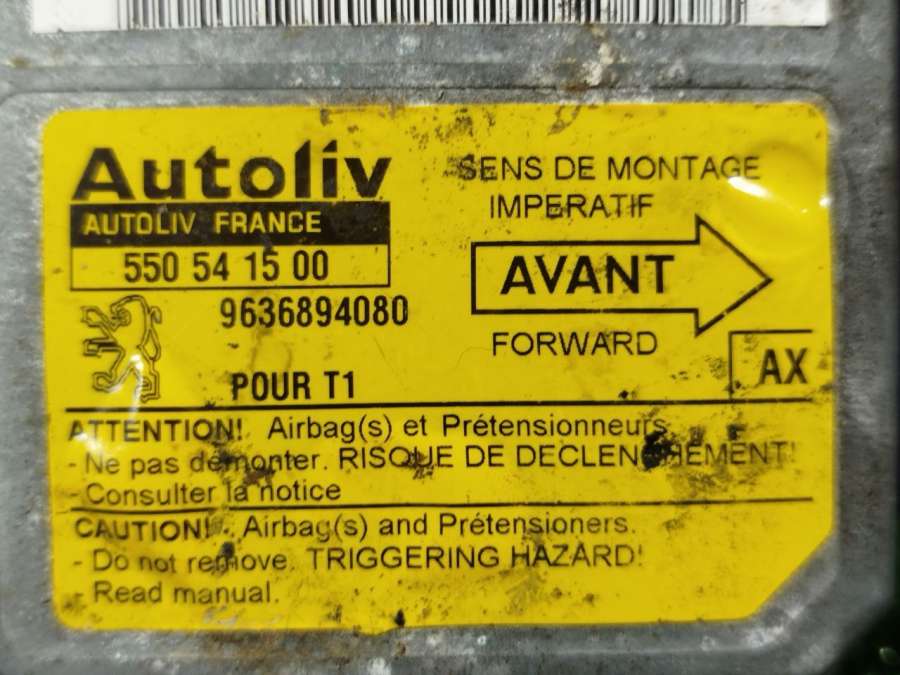 Autoliv
AUTOLIV FRANCE
550 54 15 00
9636894080
POUR T1
SENS DE MONTAGE
IMPERATIF
AVANT
FORWARD
AX
ATTENTION! Airbag(s) et Prétensionneurs
- Ne pas démonter. RISQUE DE DECLENCHEMENT!
- Consulter la notice
CAUTION! Airbag(s) and Prétensioners.
- Do not remove. TRIGGERING HAZARD!
- Read manual.